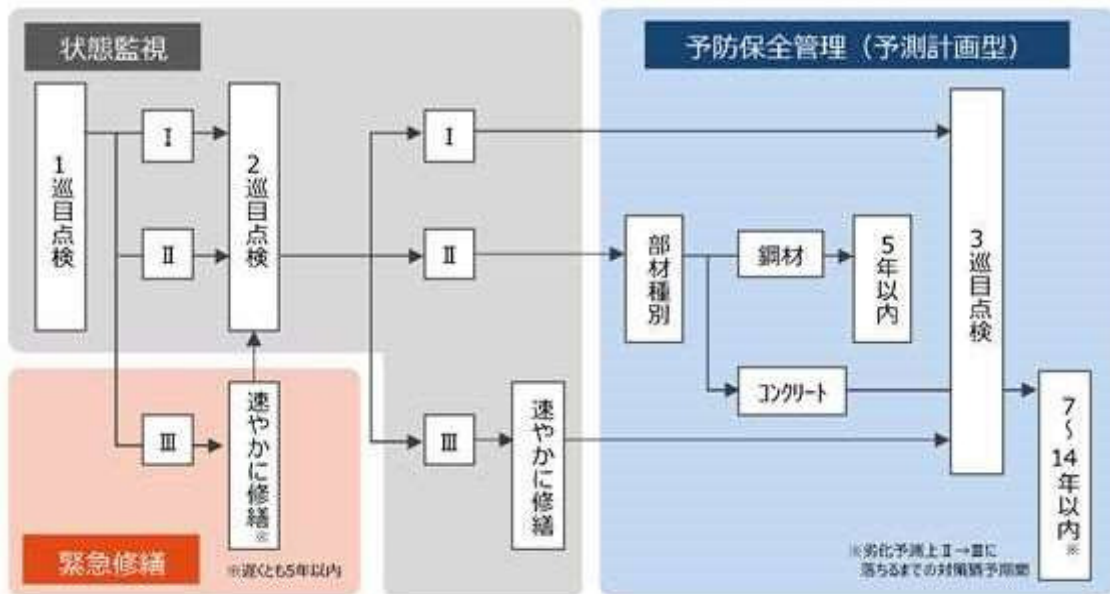 状態監視
予防保全管理（予測計画型）
1巡目点検
Ⅰ
Ⅱ
Ⅲ
2巡目点検
速やかに修繕※
緊急修繕
※遅くとも5年以内
Ⅰ
Ⅱ
Ⅲ
速やかに修繕
部材種別
鋼材
コンクリート
5年以内
3巡目点検
7～14年以内※
※劣化予測上Ⅱ→Ⅲに
落ちるまでの対策猶予期間